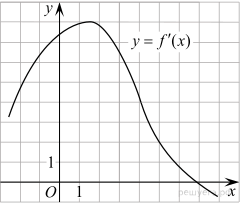 y
y = f'(x)
1
O 1 x